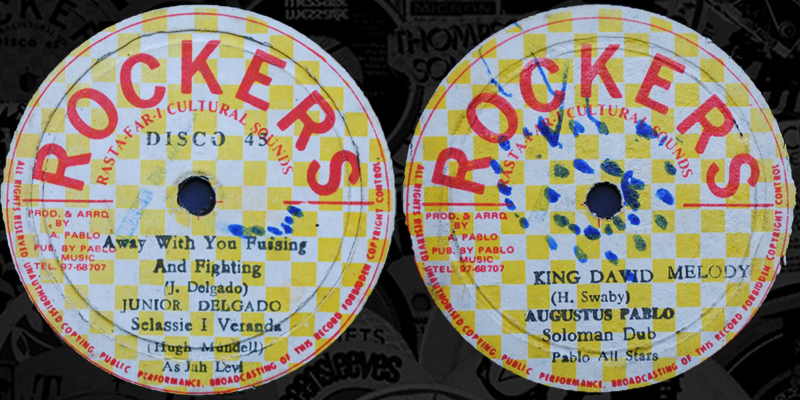 ROCKERS
RASTA-FAR-I CULTURAL SOUNDS
DISCO 45
PROD. & ARRD.
BY
A. PABLO
PUB. BY PABLO
MUSIC
TEL. 97-68707
Away With You Fussing
And Fighting
(J. Delgado)
JUNIOR DELGADO
Selassie I Veranda
(Hugh Mundell)
As Jah Levi
ALL RIGHTS RESERVED UNAUTHORISED COPYING, PUBLIC PERFORMANCE, BROADCASTING OF THIS RECORD FORBIDDEN COPYRIGHT CONTROL.
ROCKERS
RASTA-FAR-I CULTURAL SOUNDS
PROD. & ARRD.
BY
A. PABLO
PUB. BY PABLO
MUSIC
TEL. 97-68707
KING DAVID MELODY
(H. Swaby)
AUGUSTUS PABLO
Soloman Dub
Pablo All Stars
ALL RIGHTS RESERVED UNAUTHORISED COPYING, PUBLIC PERFORMANCE, BROADCASTING OF THIS RECORD FORBIDDEN COPYRIGHT CONTROL.